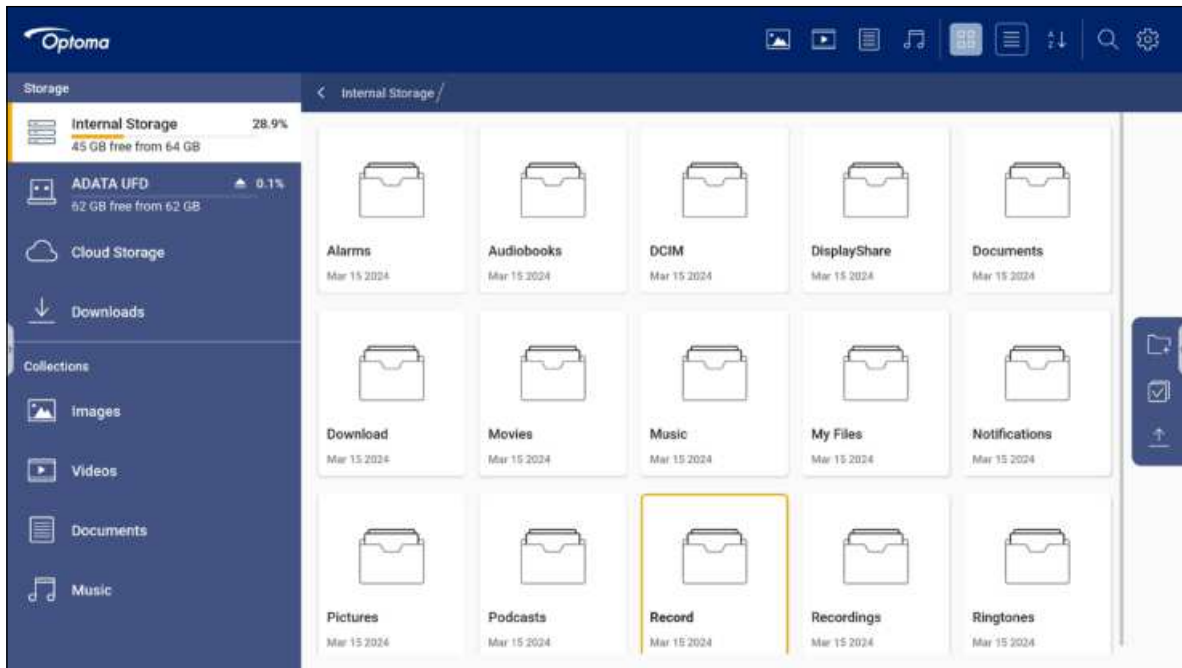 Optoma
Storage
Internal Storage /
Internal Storage 28.9%
45 GB free from 64 GB
ADATA UFD 0.1%
62 GB free from 62 GB
Cloud Storage
Downloads
Collections
Images
Videos
Documents
Music
Alarms
Mar 15 2024
Audiobooks
Mar 15 2024
DCIM
Mar 15 2024
DisplayShare
Mar 15 2024
Documents
Mar 15 2024
Download
Mar 15 2024
Movies
Mar 15 2024
Music
Mar 15 2024
My Files
Mar 15 2024
Notifications
Mar 15 2024
Pictures
Mar 15 2024
Podcasts
Mar 15 2024
Record
Mar 15 2024
Recordings
Mar 15 2024
Ringtones
Mar 15 2024